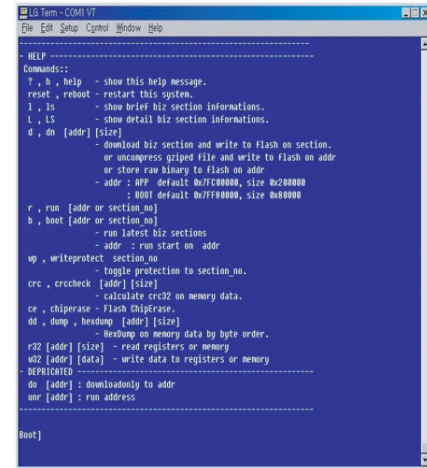 LG Term - COM1 VT
File Edit Setup Control Window Help
------------------------------------------------------------
- HELP -----------------------------------------------------
Commands::
? , h , help - show this help message.
reset , reboot - restart this system.
l , ls - show brief biz section informations.
L , LS - show detail biz section informations.
d , dn [addr] [size]
- download biz section and write to flash on section.
or uncompress gziped file and write to flash on addr
or store raw binary to flash on addr
- addr : APP default 0x7FC00000, size 0x200000
: BOOT default 0x7FF80000, size 0x80000
r , run [addr or section_no]
b , boot [addr or section_no]
- run latest biz sections
- addr : run start on addr
wp , writeprotect section_no
- toggle protection to section_no.
crc , crccheck [addr] [size]
- calculate crc32 on memory data.
ce , chiperase - Flash ChipErase.
dd , dump , hexdump [addr] [size]
- HexDump on memory data by byte order.
r32 [addr] [size] - read registers or memory
w32 [addr] [data] - write data to registers or memory
- DEPRICATED -----------------------------------------------
do [addr] : downloadonly to addr
unr [addr] : run address
------------------------------------------------------------
Boot]